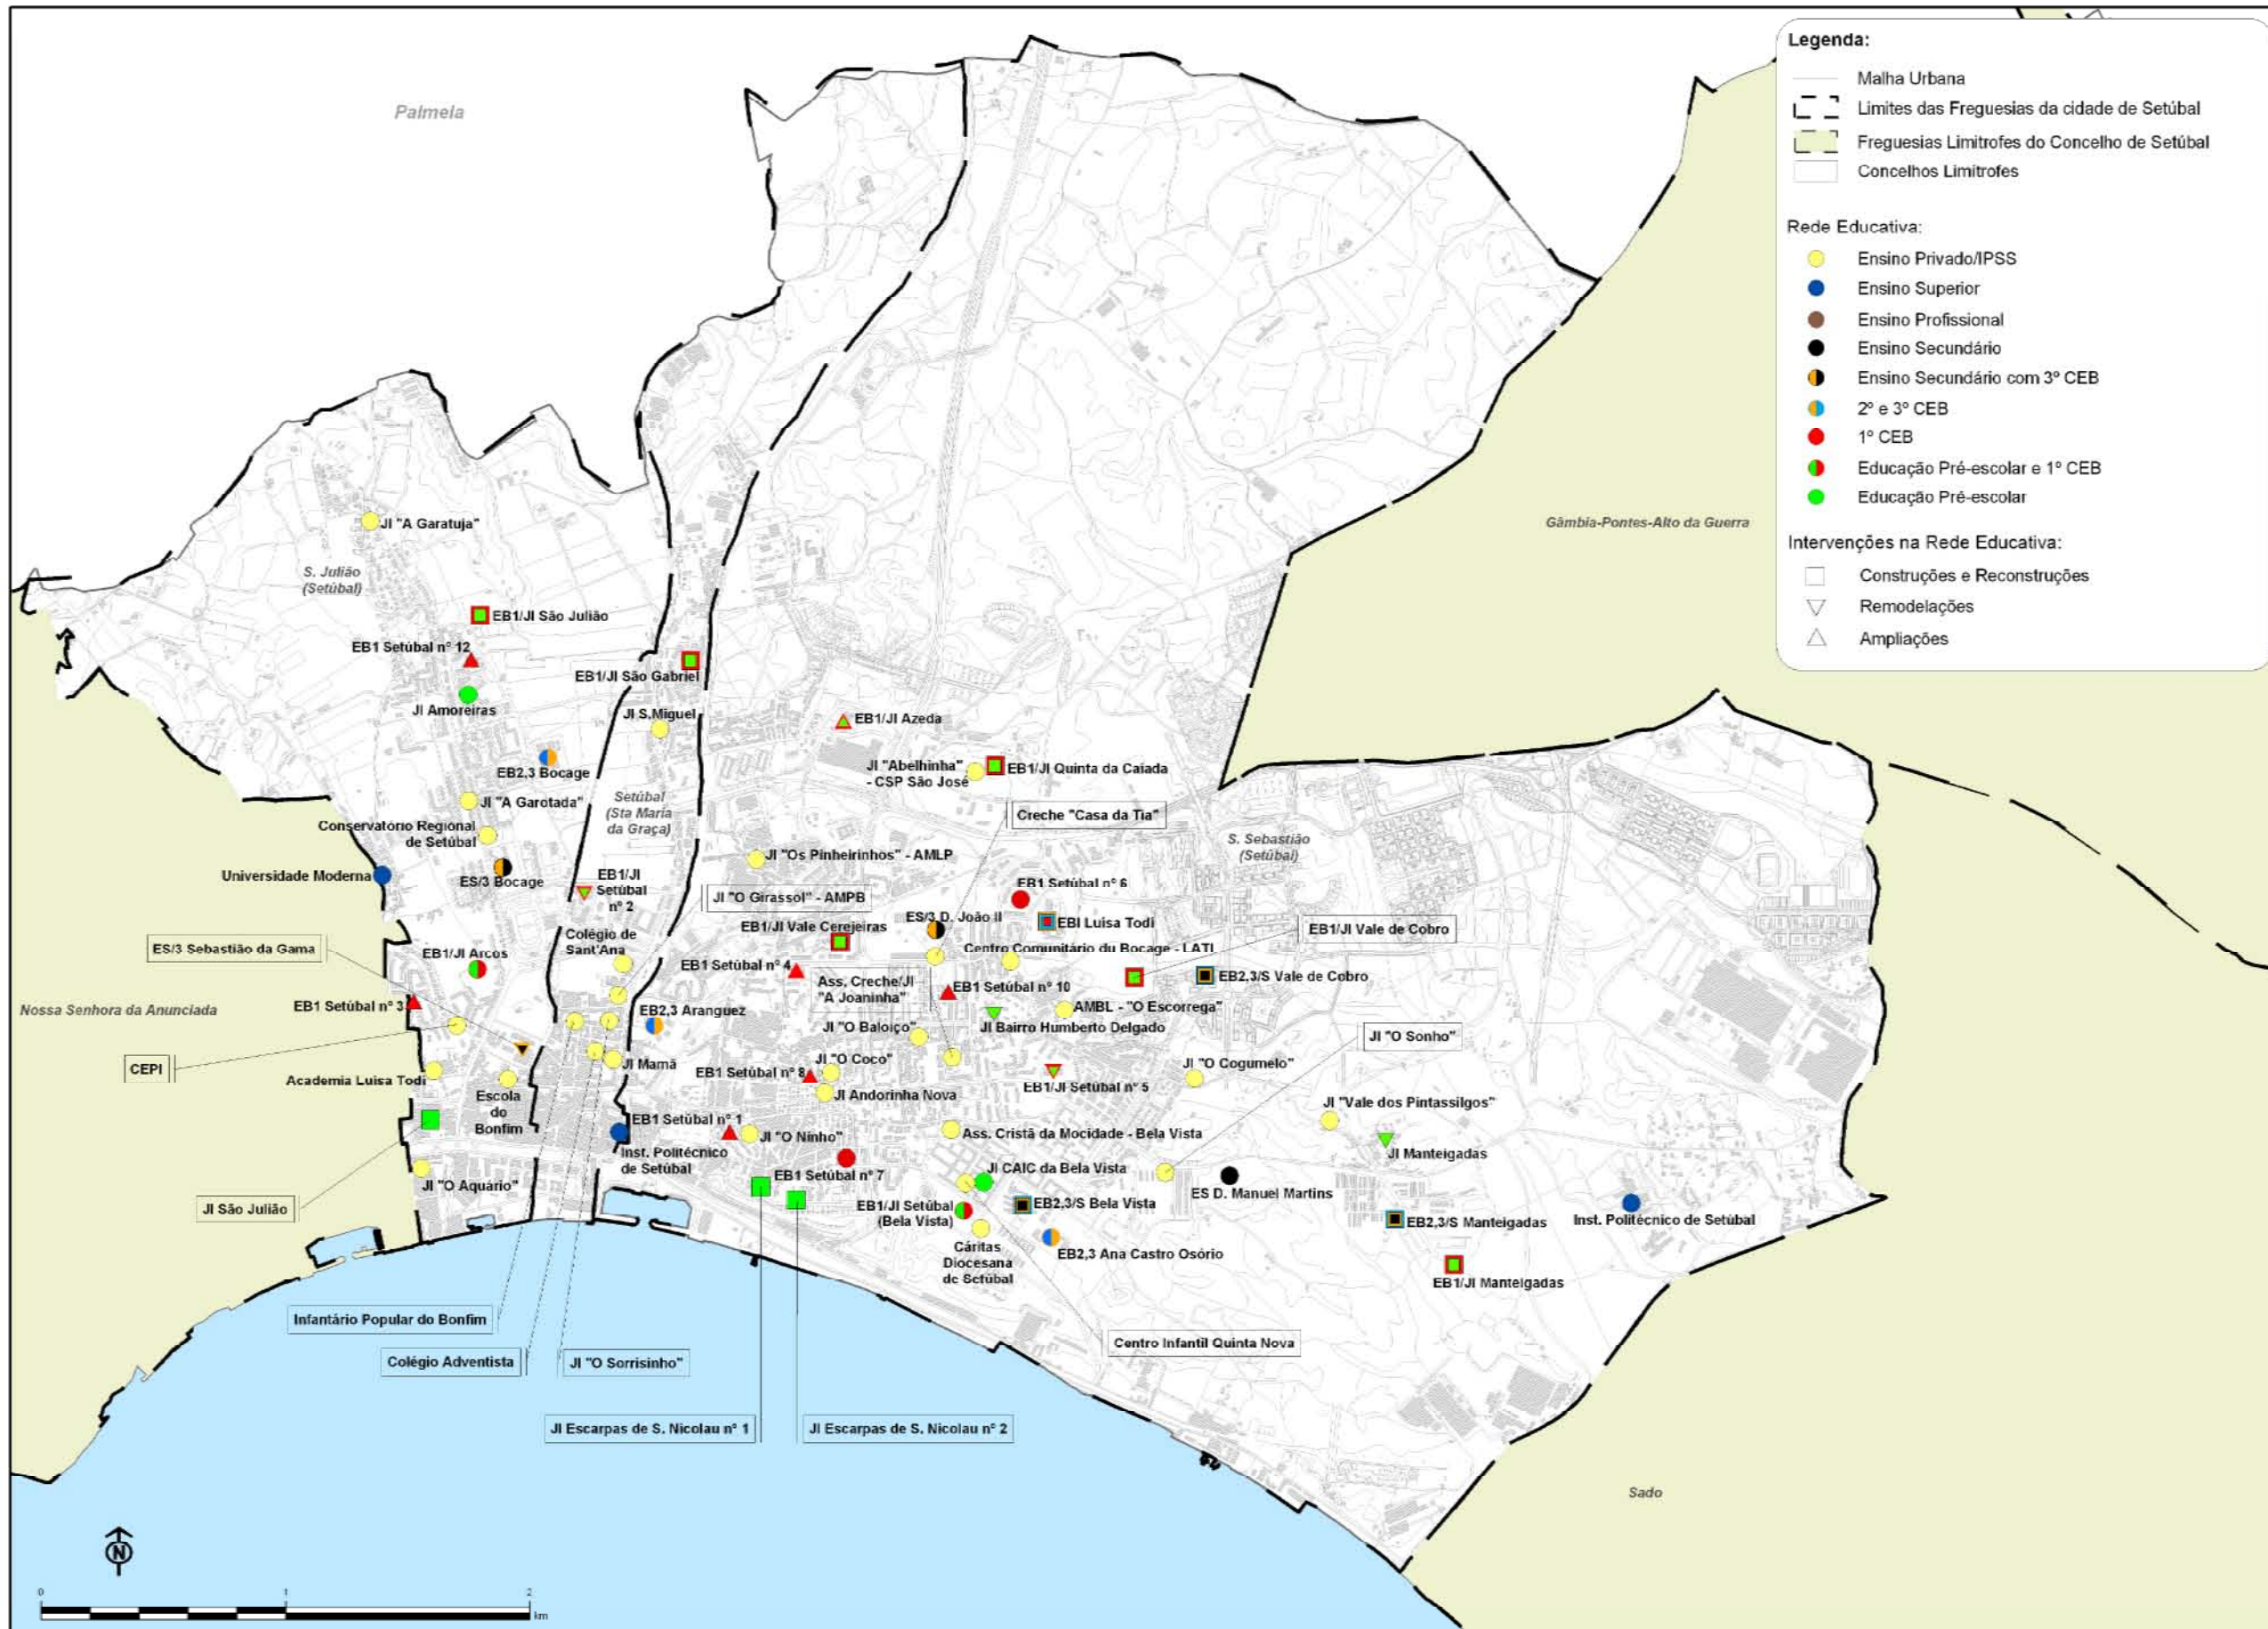 Legenda:
Malha Urbana
Limites das Freguesias da cidade de Setúbal
Freguesias Limítrofes do Concelho de Setúbal
Concelhos Limítrofes
Rede Educativa:
Ensino Privado/IPSS
Ensino Superior
Ensino Profissional
Ensino Secundário
Ensino Secundário com 3º CEB
2º e 3º CEB
1º CEB
Educação Pré-escolar e 1º CEB
Educação Pré-escolar
Intervenções na Rede Educativa:
Construções e Reconstruções
Remodelações
Ampliações
Palmela
Gâmbia-Pontes-Alto da Guerra
JI "A Garatuja"
S. Julião
(Setúbal)
EB1/JI São Julião
EB1 Setúbal nº 12
EB1/JI São Gabriel
JI Amoreiras
JI S.Miguel
EB1/JI Azeda
EB2,3 Bocage
JI "Abelhinha"
- CSP São José
EB1/JI Quinta da Caiada
JI "A Garotada"
Setúbal
(Sta Maria
da Graça)
Creche "Casa da Tia"
Conservatório Regional
de Setúbal
S. Sebastião
(Setúbal)
JI "Os Pinheirinhos" - AMLP
Universidade Moderna
ES/3 Bocage
EB1/JI
Setúbal
nº 2
EB1 Setúbal nº 6
JI "O Girassol" - AMPB
ES/3 D. João II
EBI Luisa Todi
EB1/JI Vale Cerejeiras
EB1/JI Vale de Cobro
ES/3 Sebastião da Gama
Colégio de
Sant'Ana
Centro Comunitário du Bocage - LATI
EB1/JI Arcos
EB1 Setúbal nº 4
EB2,3/S Vale de Cobro
Ass. Creche/JI
"A Joaninha"
EB1 Setúbal nº 10
EB1 Setúbal nº 3
Nossa Senhora da Anunciada
EB2,3 Aranguez
AMBL - "O Escorrega"
JI "O Baloiço"
JI Bairro Humberto Delgado
JI "O Sonho"
CEPI
JI Mamã
JI "O Coco"
JI "O Cogumelo"
Academia Luisa Todi
EB1 Setúbal nº 8
EB1/JI Setúbal nº 5
JI Andorinha Nova
Escola
do
Bonfim
JI "Vale dos Pintassilgos"
EB1 Setúbal nº 1
JI "O Ninho"
Ass. Cristã da Mocidade - Bela Vista
Inst. Politécnico
de Setúbal
JI Manteigadas
JI "O Aquário"
EB1 Setúbal nº 7
JI CAIC da Bela Vista
ES D. Manuel Martins
JI São Julião
EB1/JI Setúbal
(Bela Vista)
EB2,3/S Bela Vista
EB2,3/S Manteigadas
Inst. Politécnico de Setúbal
Cáritas
Diocesana
de Setúbal
EB2,3 Ana Castro Osório
EB1/JI Manteigadas
Infantário Popular do Bonfim
Centro Infantil Quinta Nova
Colégio Adventista
JI "O Sorrisinho"
JI Escarpas de S. Nicolau nº 1
JI Escarpas de S. Nicolau nº 2
Sado
N
0 1 2
km